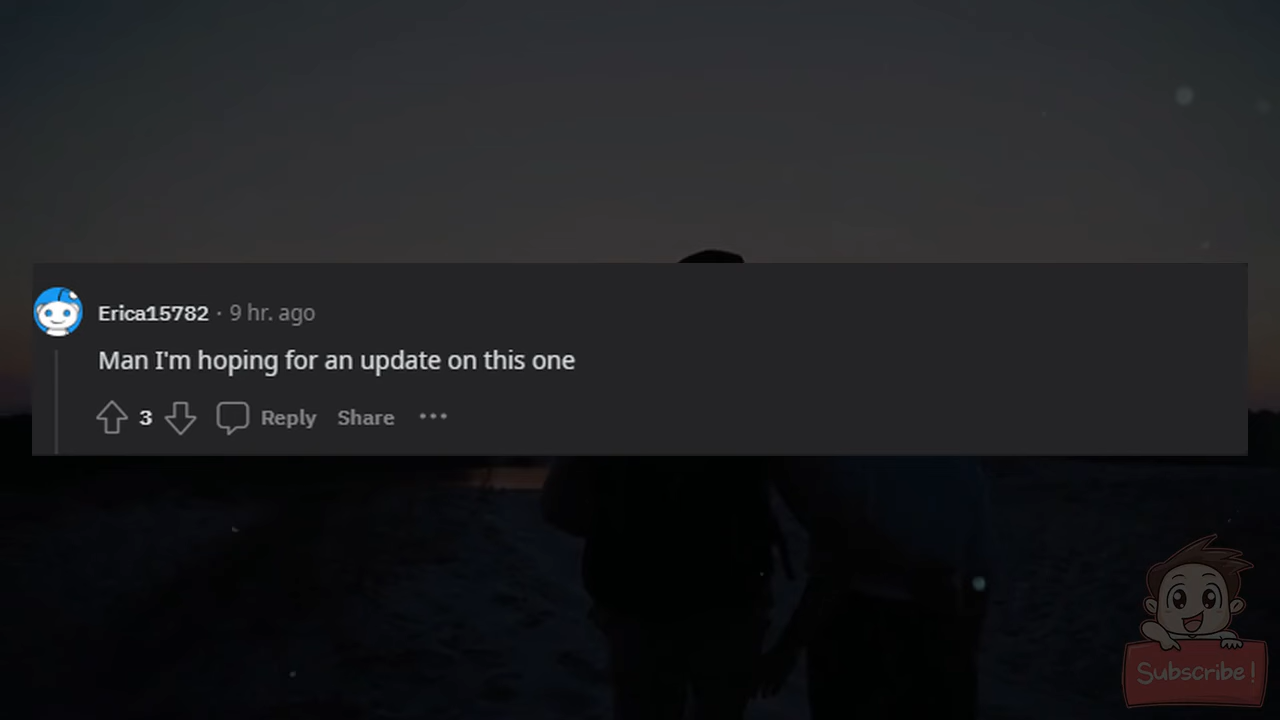 Erica15782 · 9 hr. ago
Man I'm hoping for an update on this one
3 Reply Share ...
Subscribe!